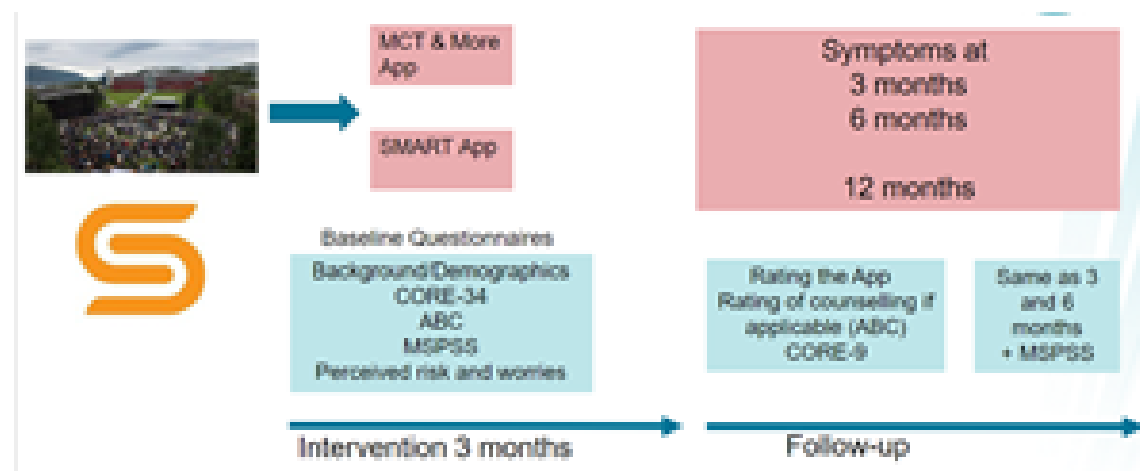 MCT & More
App
SMART App
Symptoms at
3 months
6 months
12 months
Baseline Questionnaires
Background/Demographics
CORE-34
ABC
MSPSS
Perceived risk and worries
Rating the App
Rating of counselling if
applicable (ABC)
CORE-9
Same as 3
and 6
months
+ MSPSS
Intervention 3 months
Follow-up